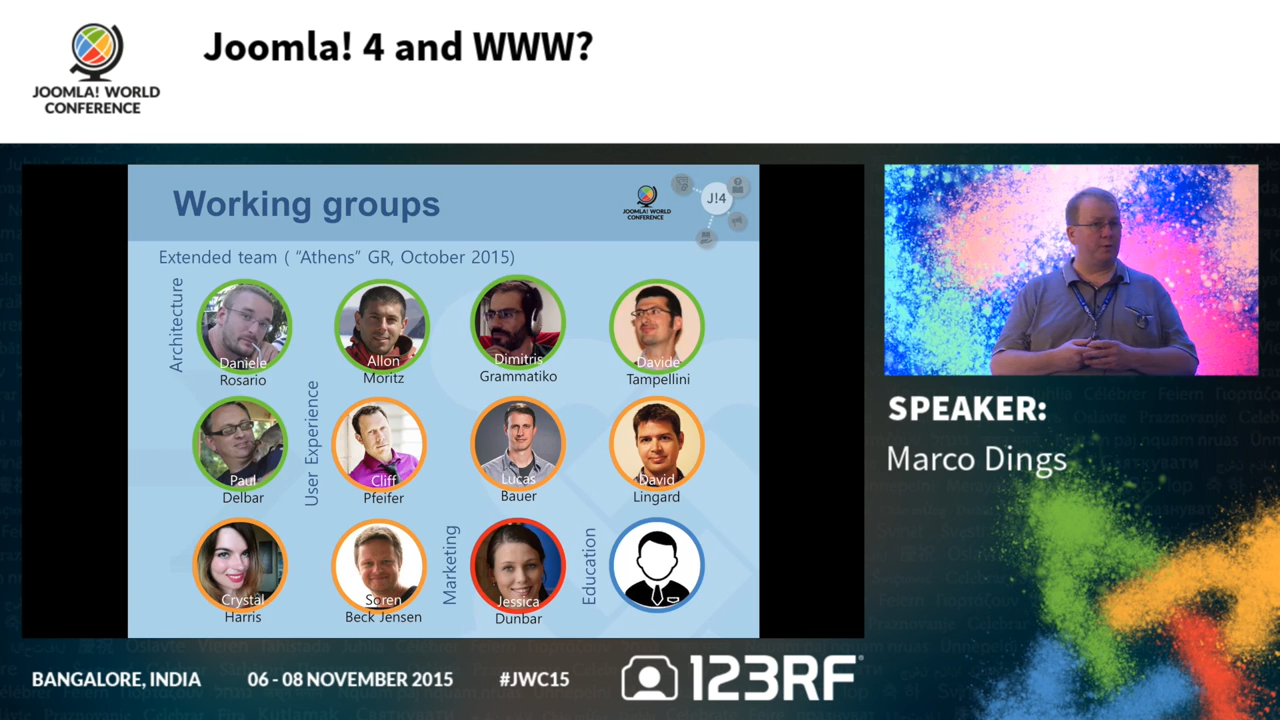 Joomla! 4 and WWW?
JOOMLA! WORLD
CONFERENCE
Working groups
JOOMLA! WORLD
CONFERENCE
J!4
Extended team ( “Athens” GR, October 2015)
Architecture
Daniele
Rosario
Allon
Moritz
Dimitris
Grammatiko
Davide
Tampellini
Paul
Delbar
User Experience
Cliff
Pfeifer
Lucas
Bauer
David
Lingard
Crystal
Harris
Soren
Beck Jensen
Marketing
Jessica
Dunbar
Education
SPEAKER:
Marco Dings
BANGALORE, INDIA
06 - 08 NOVEMBER 2015
#JWC15
123RF